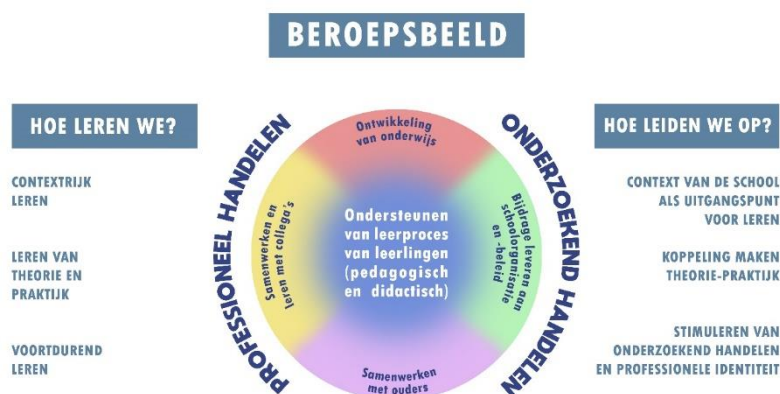 BEROEPSBEELD
HOE LEREN WE?
CONTEXTRIJK
LEREN
LEREN VAN
THEORIE EN
PRAKTIJK
VOORTDUREND
LEREN
PROFESSIONEEL HANDELEN
Ontwikkeling
van onderwijs
Samenwerken en
leren met collega's
Ondersteunen
van leerproces
van leerlingen
(pedagogisch
en didactisch)
Bijdrage leveren aan
schoolorganisatie
en -beleid
Samenwerken
met ouders
ONDERZOEKEND HANDELEN
HOE LEIDEN WE OP?
CONTEXT VAN DE SCHOOL
ALS UITGANGSPUNT
VOOR LEREN
KOPPELING MAKEN
THEORIE-PRAKTIJK
STIMULEREN VAN
ONDERZOEKEND HANDELEN
EN PROFESSIONELE IDENTITEIT